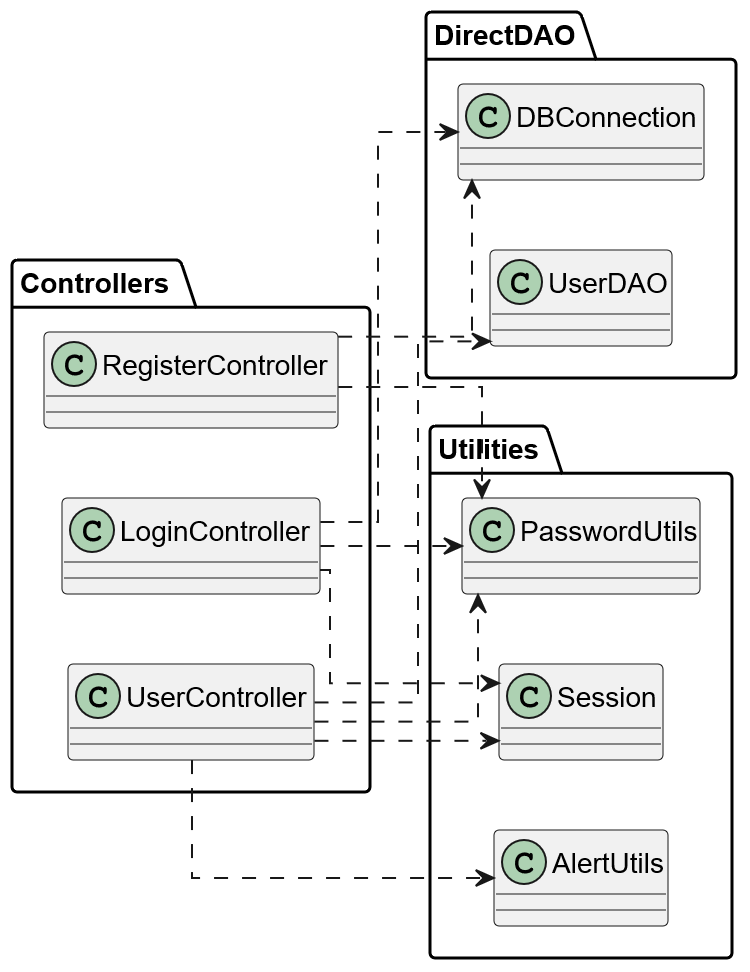 DirectDAO
C DBConnection
C UserDAO
Controllers
C RegisterController
C LoginController
C UserController
Utilities
C PasswordUtils
C Session
C AlertUtils